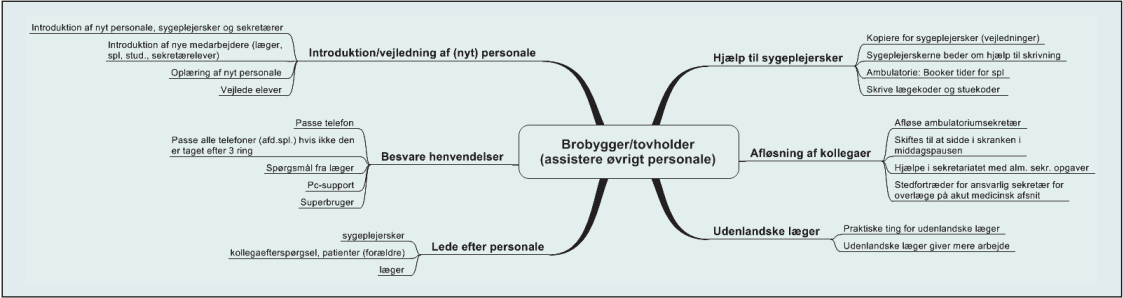 Brobygger/tovholder
(assistere øvrigt personale)
Introduktion/vejledning af (nyt) personale
Introduktion af nyt personale, sygeplejersker og sekretærer
Introduktion af nye medarbejdere (læger,
spl, stud., sekretærelever)
Oplæring af nyt personale
Vejlede elever
Besvare henvendelser
Passe telefon
Passe alle telefoner (afd.spl.) hvis ikke den
er taget efter 3 ring
Spørgsmål fra læger
Pc-support
Superbruger
Lede efter personale
sygeplejersker
kollegaefterspørgsel, patienter (forældre)
læger
Hjælp til sygeplejersker
Kopiere for sygeplejersker (vejledninger)
Sygeplejerskerne beder om hjælp til skrivning
Ambulatorie: Booker tider for spl
Skrive lægekoder og stuekoder
Afløsning af kollegaer
Afløse ambulatoriumsekretær
Skiftes til at sidde i skranken i
middagspausen
Hjælpe i sekretariatet med alm. sekr. opgaver
Stedfortræder for ansvarlig sekretær for
overlæge på akut medicinsk afsnit
Udenlandske læger
Praktiske ting for udenlandske læger
Udenlandske læger giver mere arbejde